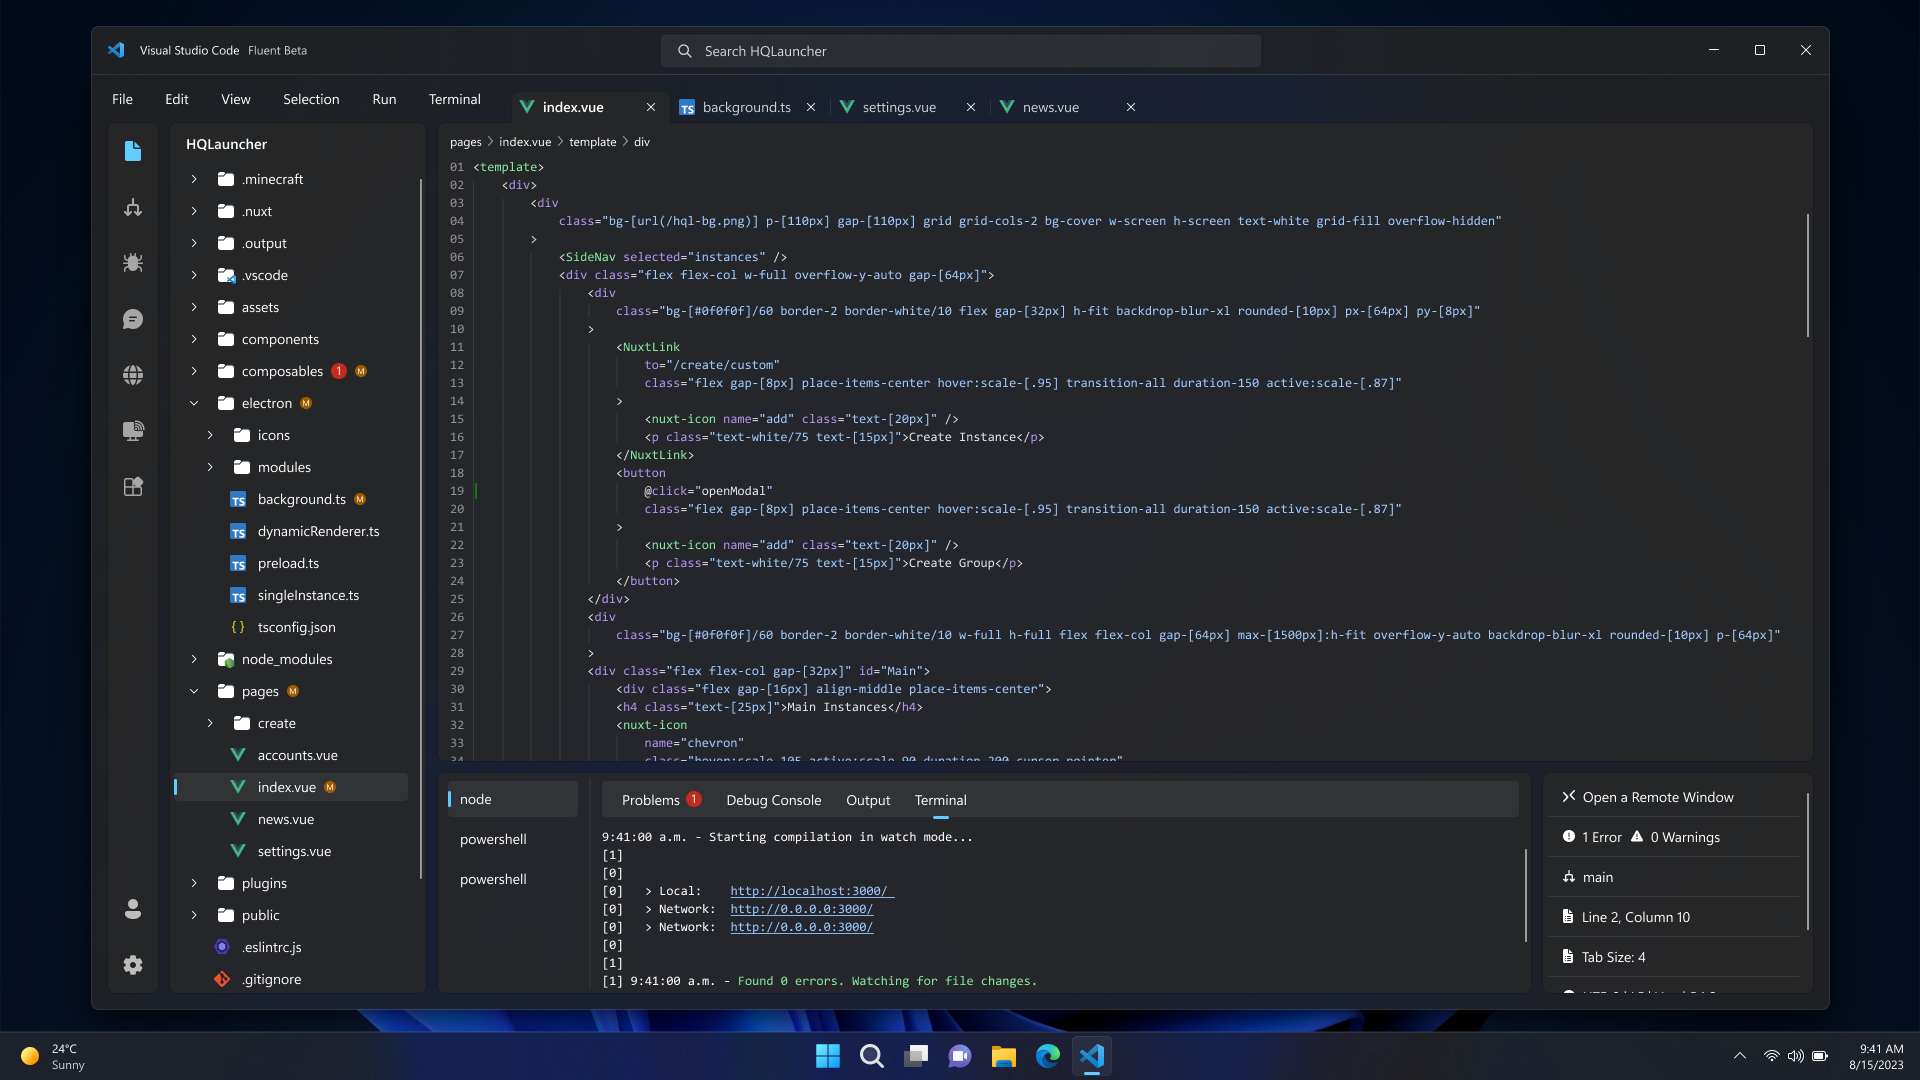 Visual Studio Code Fluent Beta
Search HQLauncher
File Edit View Selection Run Terminal
index.vue
background.ts
settings.vue
news.vue
HQLauncher
.minecraft
.nuxt
.output
.vscode
assets
components
composables 1 M
electron M
icons
modules
TS background.ts M
TS dynamicRenderer.ts
TS preload.ts
TS singleInstance.ts
{} tsconfig.json
node_modules
pages M
create
accounts.vue
index.vue M
news.vue
settings.vue
plugins
public
.eslintrc.js
.gitignore
pages > index.vue > template > div
01 <template>
02 <div>
03 <div
04 class="bg-[url(/hql-bg.png)] p-[110px] gap-[110px] grid grid-cols-2 bg-cover w-screen h-screen text-white grid-fill overflow-hidden"
05 >
06 <SideNav selected="instances" />
07 <div class="flex flex-col w-full overflow-y-auto gap-[64px]">
08 <div
09 class="bg-[#0f0f0f]/60 border-2 border-white/10 flex gap-[32px] h-fit backdrop-blur-xl rounded-[10px] px-[64px] py-[8px]"
10 >
11 <NuxtLink
12 to="/create/custom"
13 class="flex gap-[8px] place-items-center hover:scale-[.95] transition-all duration-150 active:scale-[.87]"
14 >
15 <nuxt-icon name="add" class="text-[20px]" />
16 <p class="text-white/75 text-[15px]">Create Instance</p>
17 </NuxtLink>
18 <button
19 @click="openModal"
20 class="flex gap-[8px] place-items-center hover:scale-[.95] transition-all duration-150 active:scale-[.87]"
21 >
22 <nuxt-icon name="add" class="text-[20px]" />
23 <p class="text-white/75 text-[15px]">Create Group</p>
24 </button>
25 </div>
26 <div
27 class="bg-[#0f0f0f]/60 border-2 border-white/10 w-full h-full flex flex-col gap-[64px] max-[1500px]:h-fit overflow-y-auto backdrop-blur-xl rounded-[10px] p-[64px]"
28 >
29 <div class="flex flex-col gap-[32px]" id="Main">
30 <div class="flex gap-[16px] align-middle place-items-center">
31 <h4 class="text-[25px]">Main Instances</h4>
32 <nuxt-icon
33 name="chevron"
34 class="hover:scale-105 active:scale-90 duration-200 cursor-pointer"
node
powershell
powershell
Problems 1 Debug Console Output Terminal
9:41:00 a.m. - Starting compilation in watch mode...
[1]
[0]
[0] > Local: http://localhost:3000/
[0] > Network: http://0.0.0.0:3000/
[0] > Network: http://0.0.0.0:3000/
[0]
[1]
[1] 9:41:00 a.m. - Found 0 errors. Watching for file changes.
Open a Remote Window
1 Error 0 Warnings
main
Line 2, Column 10
Tab Size: 4
24°C
Sunny
9:41 AM
8/15/2023